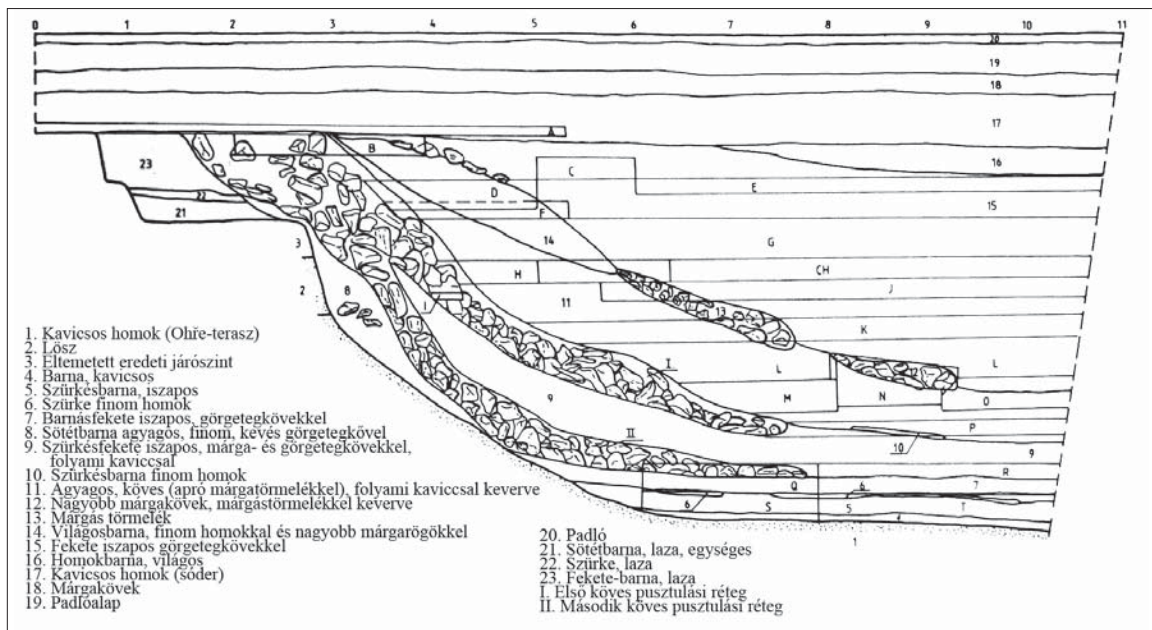 0 1 2 3 4 5 6 7 8 9 10 11
20
19
18
17
A
B
16
23
C
E
D
22
15
21
F
14
G
3
H
CH
2
8
I
11
J
13
K
I
L
12
L
9
M
N
O
II
P
10
9
R
Q
6
7
6
S
5
T
4
1
1. Kavicsos homok (Ohře-terasz)
2. Lösz
3. Eltemetett eredeti járószint
4. Barna, kavicsos
5. Szürkésbarna, iszapos
6. Szürke finom homok
7. Barnásfekete iszapos, görgetegkövekkel
8. Sötétbarna agyagos, finom, kevés görgetegkővel
9. Szürkésfekete iszapos, márga- és görgetegkövekkel,
folyami kaviccsal
10. Szürkésbarna finom homok
11. Agyagos, köves (apró márgatörmelékkel), folyami kaviccsal keverve
12. Nagyobb márgakövek, márgástörmelékkel keverve
13. Márgás törmelék
14. Világosbarna, finom homokkal és nagyobb márgarögökkel
15. Fekete iszapos görgetegkövekkel
16. Homokbarna, világos
17. Kavicsos homok (sóder)
18. Márgakövek
19. Padlóalap
20. Padló
21. Sötétbarna, laza, egységes
22. Szürke, laza
23. Fekete-barna, laza
I. Első köves pusztulási réteg
II. Második köves pusztulási réteg